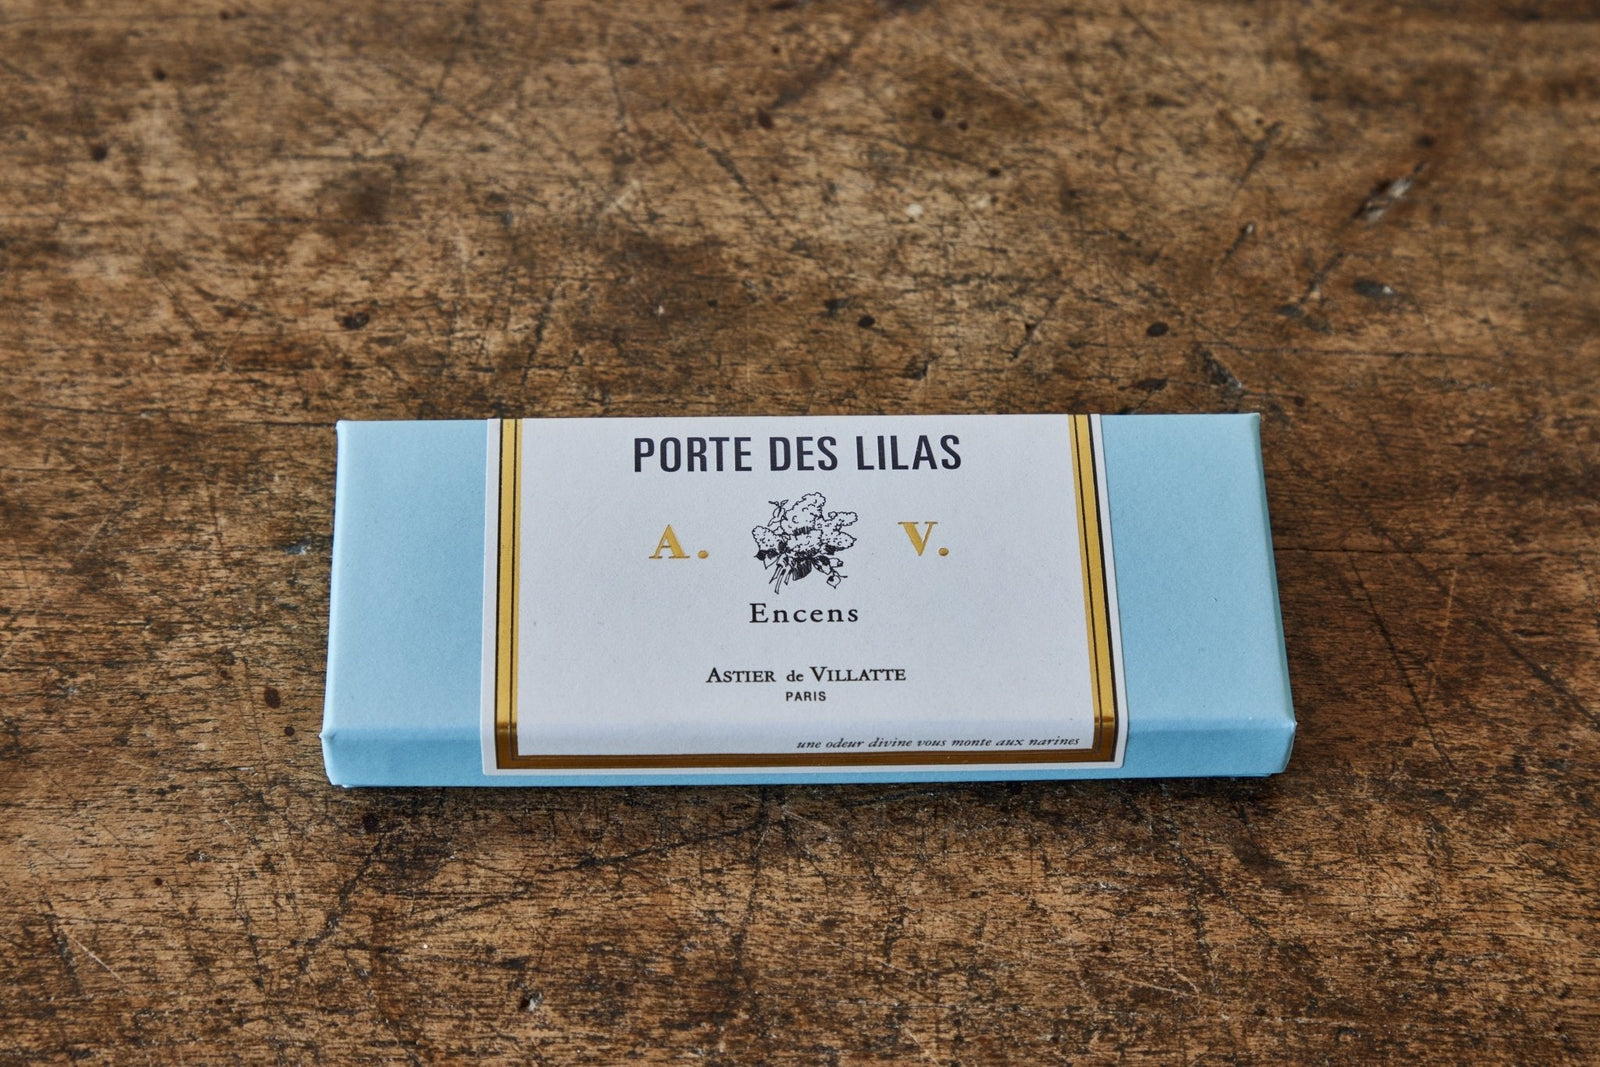 PORTE DES LILAS
A. V.
Encens
ASTIER de VILLATTE
PARIS
une odeur divine vous monte aux narines